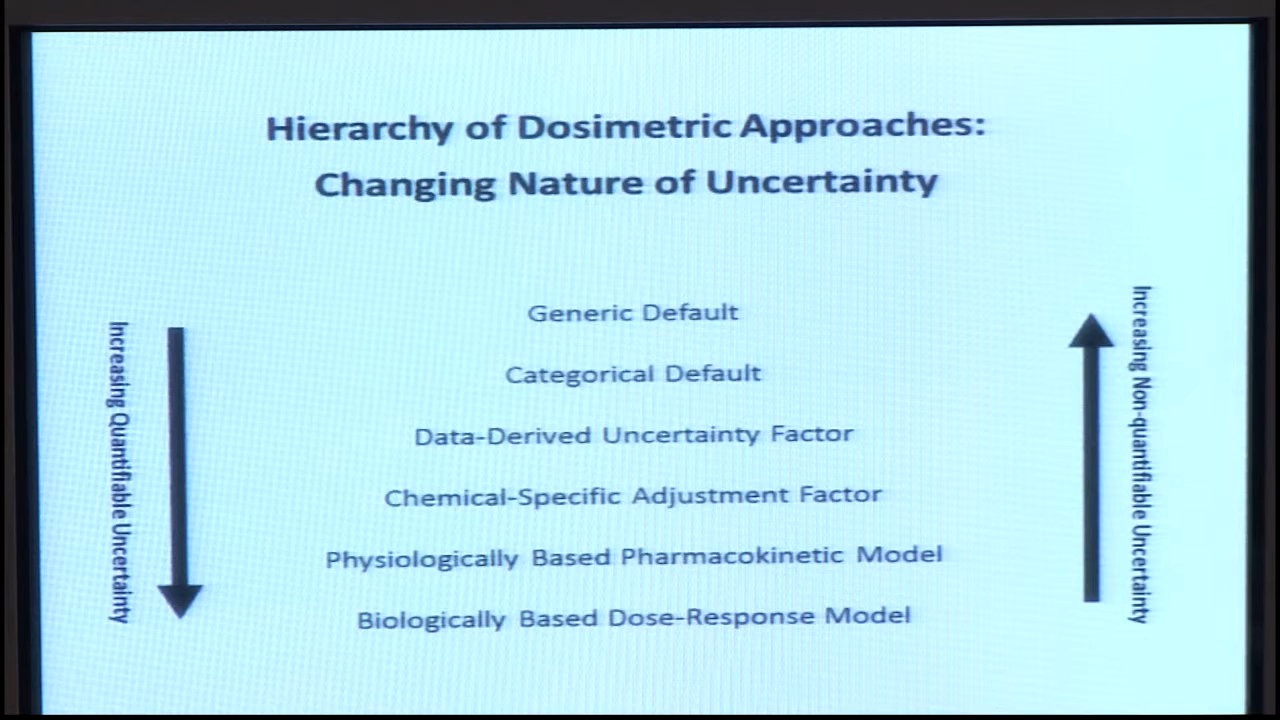 Hierarchy of Dosimetric Approaches:
Changing Nature of Uncertainty
Generic Default
Categorical Default
Data-Derived Uncertainty Factor
Chemical-Specific Adjustment Factor
Physiologically Based Pharmacokinetic Model
Biologically Based Dose-Response Model
Increasing Quantifiable Uncertainty
Increasing Non-quantifiable Uncertainty